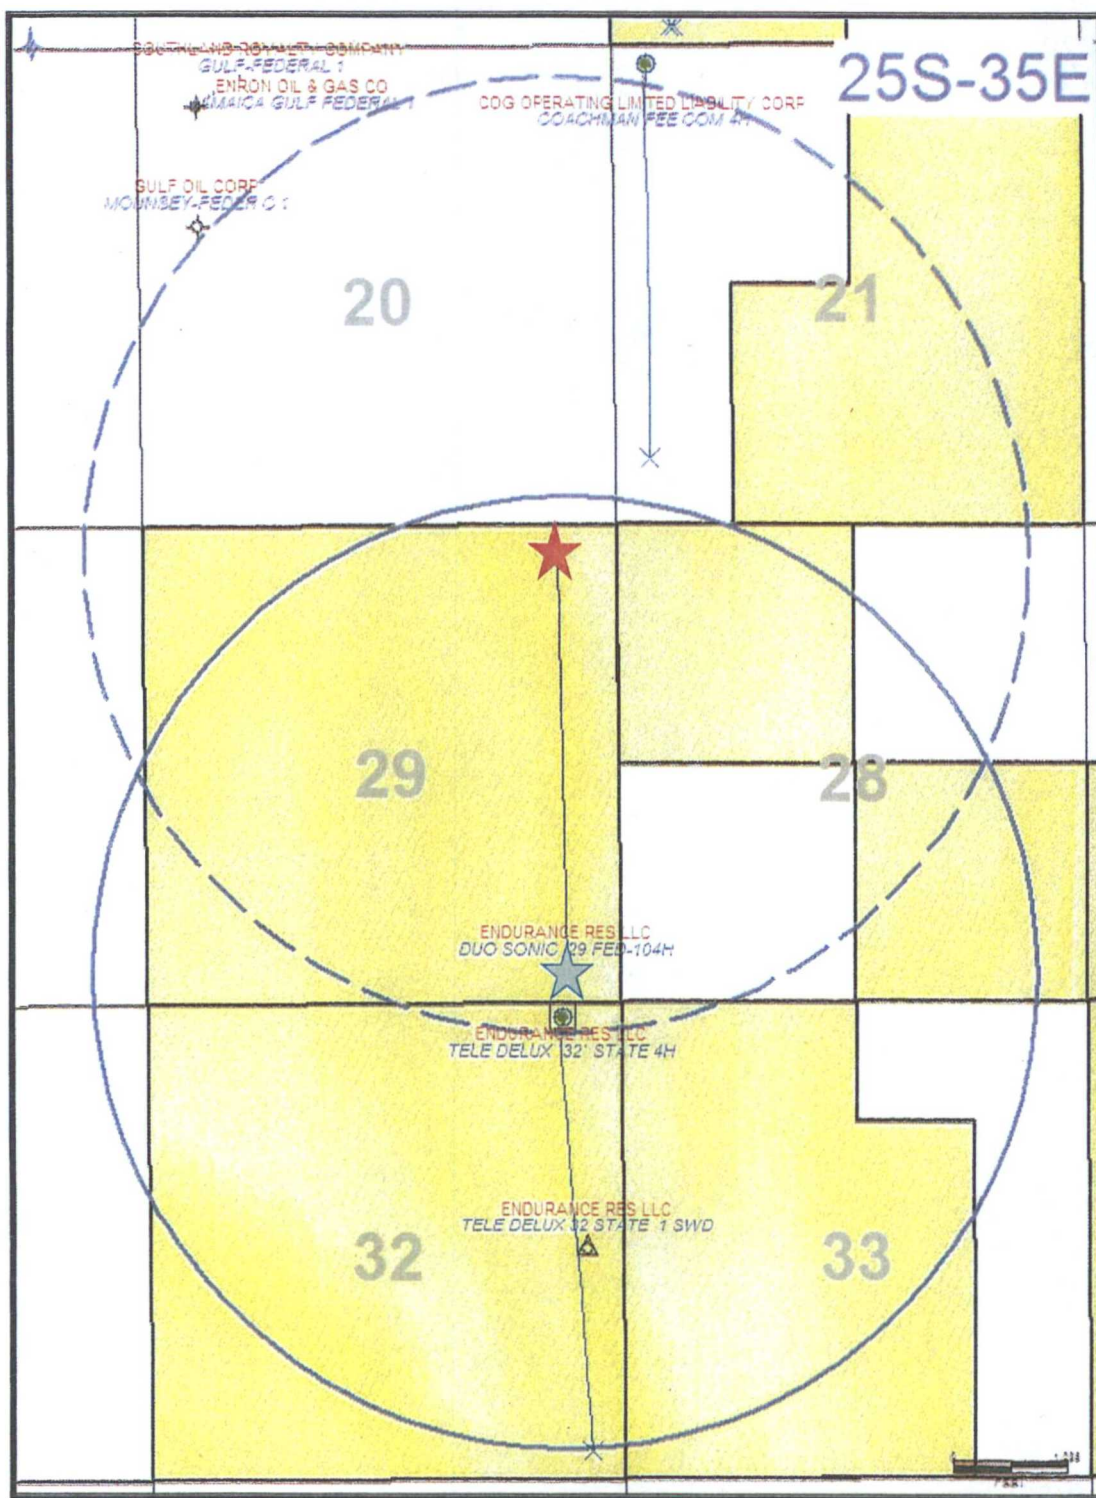 SOUTHLAND ROYALTY COMPANY
GULF-FEDERAL 1
ENRON OIL & GAS CO
JAMAICA GULF FEDERAL 1
COG OPERATING LIMITED LIABILITY CORP
COACHMAN FEE COM 4H
25S-35E
GULF OIL CORP
20
21
29
28
ENDURANCE RES LLC
DUO SONIC 29 FED-104H
ENDURANCE RES LLC
TELE DELUX '32' STATE 4H
ENDURANCE RES LLC
TELE DELUX 32 STATE 1 SWD
32
33
0